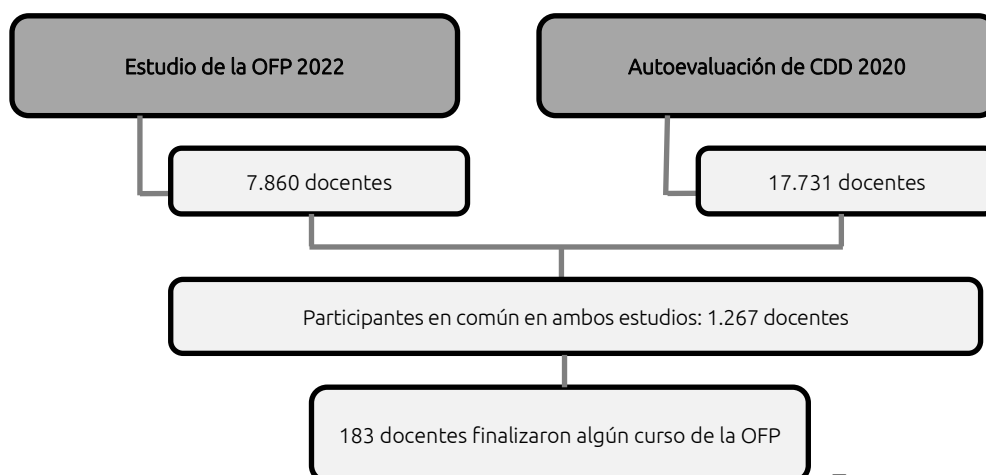 Estudio de la OFP 2022
Autoevaluación de CDD 2020
7.860 docentes
17.731 docentes
Participantes en común en ambos estudios: 1.267 docentes
183 docentes finalizaron algún curso de la OFP